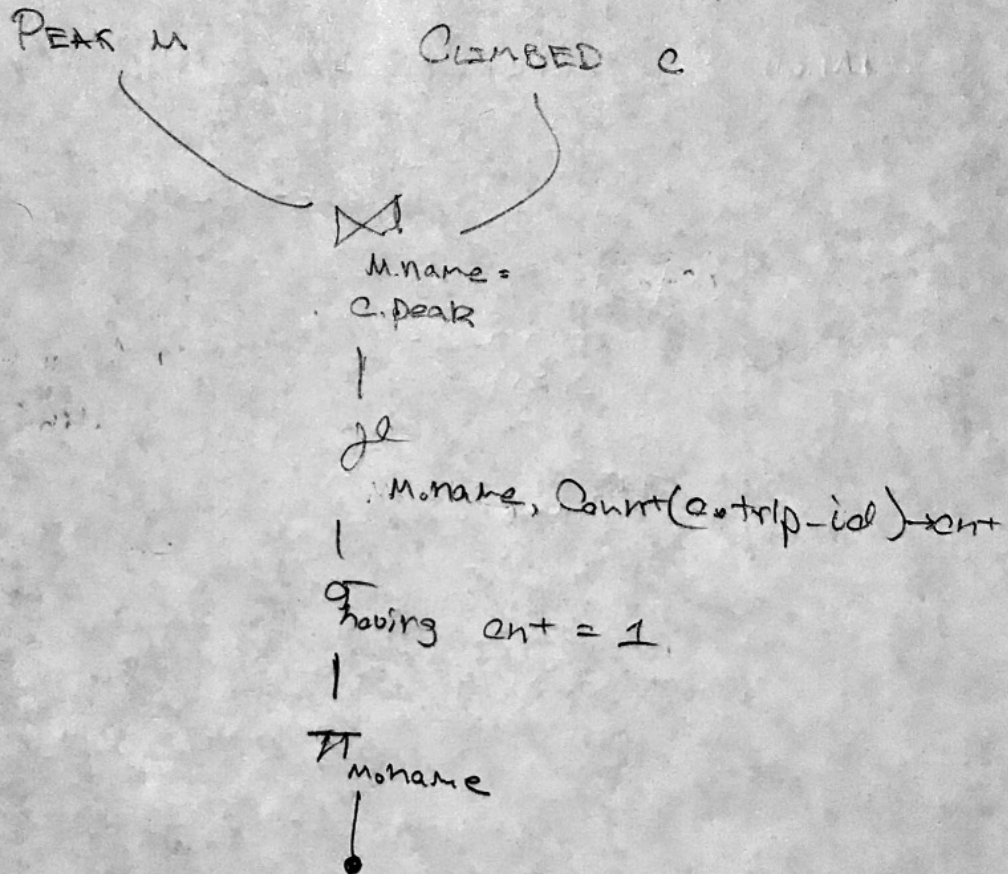 PEAK M
CLIMBED C
⋈
M.name =
C.peak
γ
M.name, Count(C.trip-id)→cnt
σ having cnt = 1
π M.name